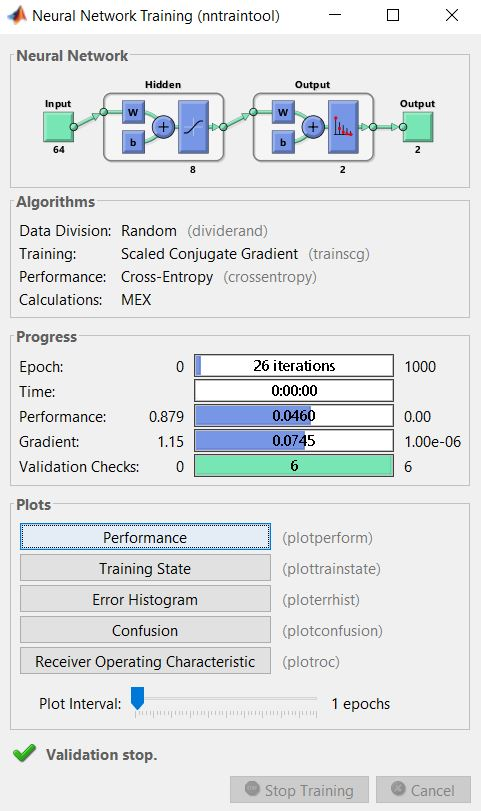 Neural Network Training (nntraintool)
Neural Network
Hidden Output
Input Output
W W
b b
64 8 2 2
Algorithms
Data Division: Random (dividerand)
Training: Scaled Conjugate Gradient (trainscg)
Performance: Cross-Entropy (crossentropy)
Calculations: MEX
Progress
Epoch: 0 26 iterations 1000
Time: 0:00:00
Performance: 0.879 0.0460 0.00
Gradient: 1.15 0.0745 1.00e-06
Validation Checks: 0 6 6
Plots
Performance (plotperform)
Training State (plottrainstate)
Error Histogram (ploterrhist)
Confusion (plotconfusion)
Receiver Operating Characteristic (plotroc)
Plot Interval: 1 epochs
Validation stop.
Stop Training Cancel